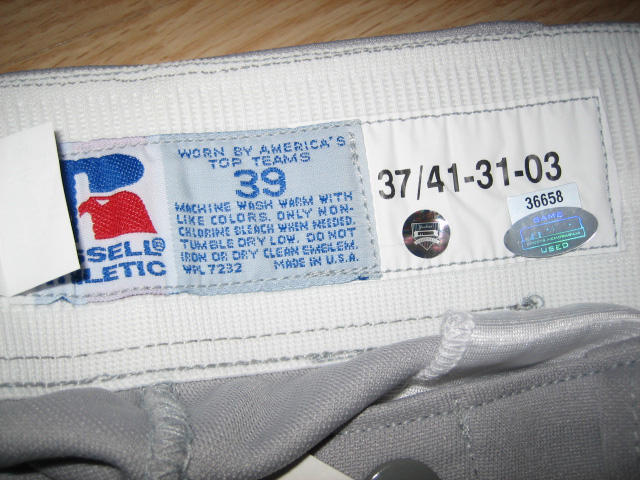 SSELL
LETIC
WORN BY AMERICA'S
TOP TEAMS
39
MACHINE WASH WARM WITH
LIKE COLORS. ONLY NON-
CHLORINE BLEACH WHEN NEEDED.
TUMBLE DRY LOW. DO NOT
IRON OR DRY CLEAN EMBLEM.
WPL 7232 MADE IN U.S.A.
37/41-31-03
36658
GAME
USED